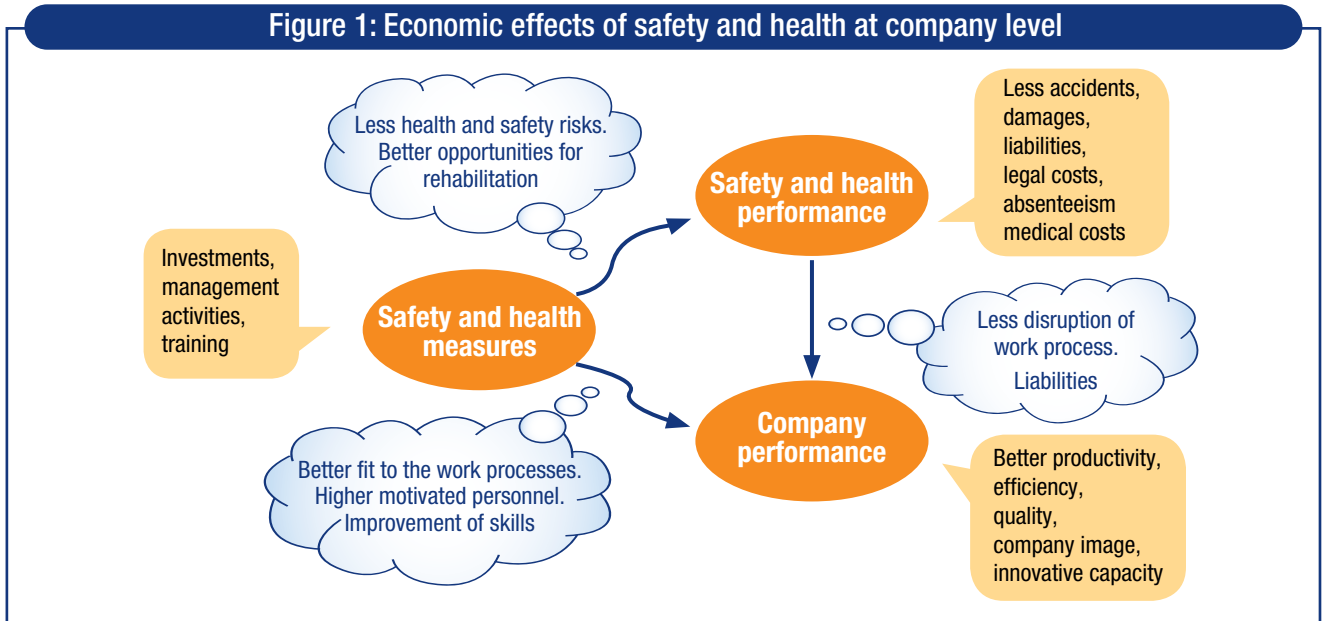 Figure 1: Economic effects of safety and health at company level
Less health and safety risks.
Better opportunities for
rehabilitation
Safety and health
performance
Less accidents,
damages,
liabilities,
legal costs,
absenteeism
medical costs
Investments,
management
activities,
training
Safety and health
measures
Less disruption of
work process.
Liabilities
Better fit to the work processes.
Higher motivated personnel.
Improvement of skills
Company
performance
Better productivity,
efficiency,
quality,
company image,
innovative capacity